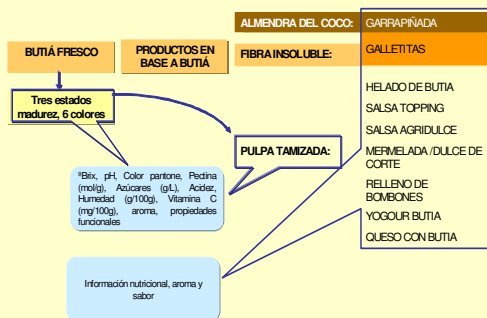 ALMENDRA DEL COCO:
GARRAPIÑADA
BUTIÁ FRESCO
PRODUCTOS EN
BASE A BUTIÁ
FIBRA INSOLUBLE:
GALLETITAS
Tres estados
madurez, 6 colores
HELADO DE BUTIA
SALSA TOPPING
SALSA AGRIDULCE
PULPA TAMIZADA:
MERMELADA /DULCE DE
CORTE
RELLENO DE
BOMBONES
YOGOUR BUTIA
QUESO CON BUTIA
ºBrix, pH, Color pantone, Pectina
(mol/g), Azúcares (g/L), Acidez,
Humedad (g/100g), Vitamina C
(mg/100g), aroma, propiedades
funcionales
Información nutricional, aroma y
sabor